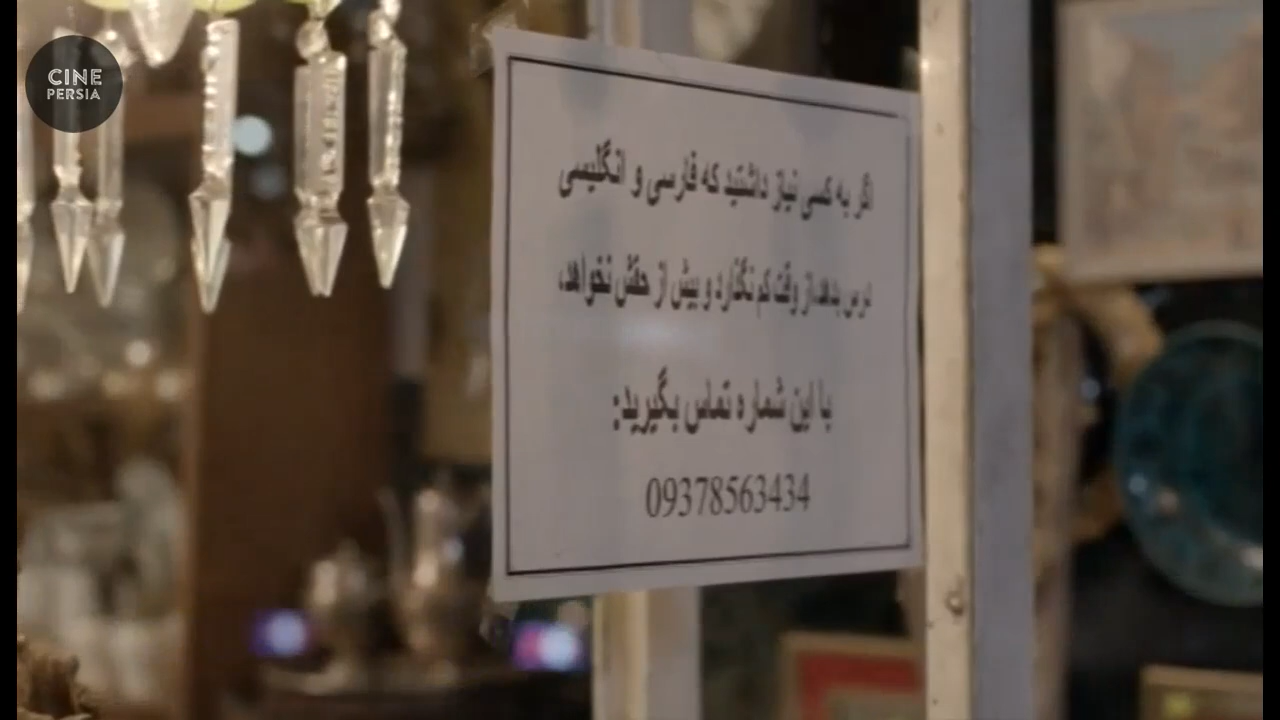 CINE
PERSIA
اگر به کسی نیاز داشتید که فارسی و انگلیسی
درس بدهد، از وقت کم نگذارد و بیش از حقش نخواهد،
با این شماره تماس بگیرید:
09378563434